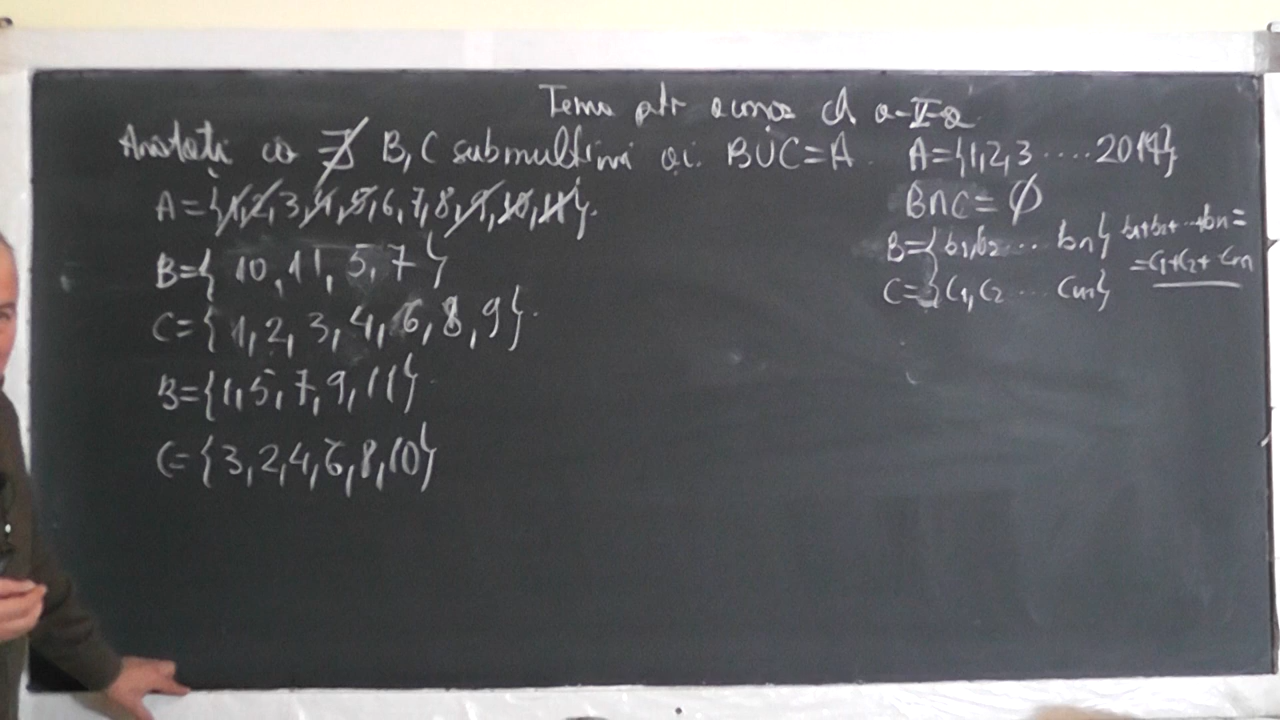 Tema ptr acasa cl a-V-a
Aratati ca ∄ B, C submultimi ai. B∪C=A. A={1,2,3 .... 2014}
A={1,2,3,4,5,6,7,8,9,10,11}.
B∩C=∅
B={10,11,5,7}
B={b1,b2 ... bn} b1+b2+...+bn=
=c1+c2+ cm
C={1,2,3,4,6,8,9}.
C={c1,c2 ... cm}
B={1,5,7,9,11}.
C={3,2,4,6,8,10}